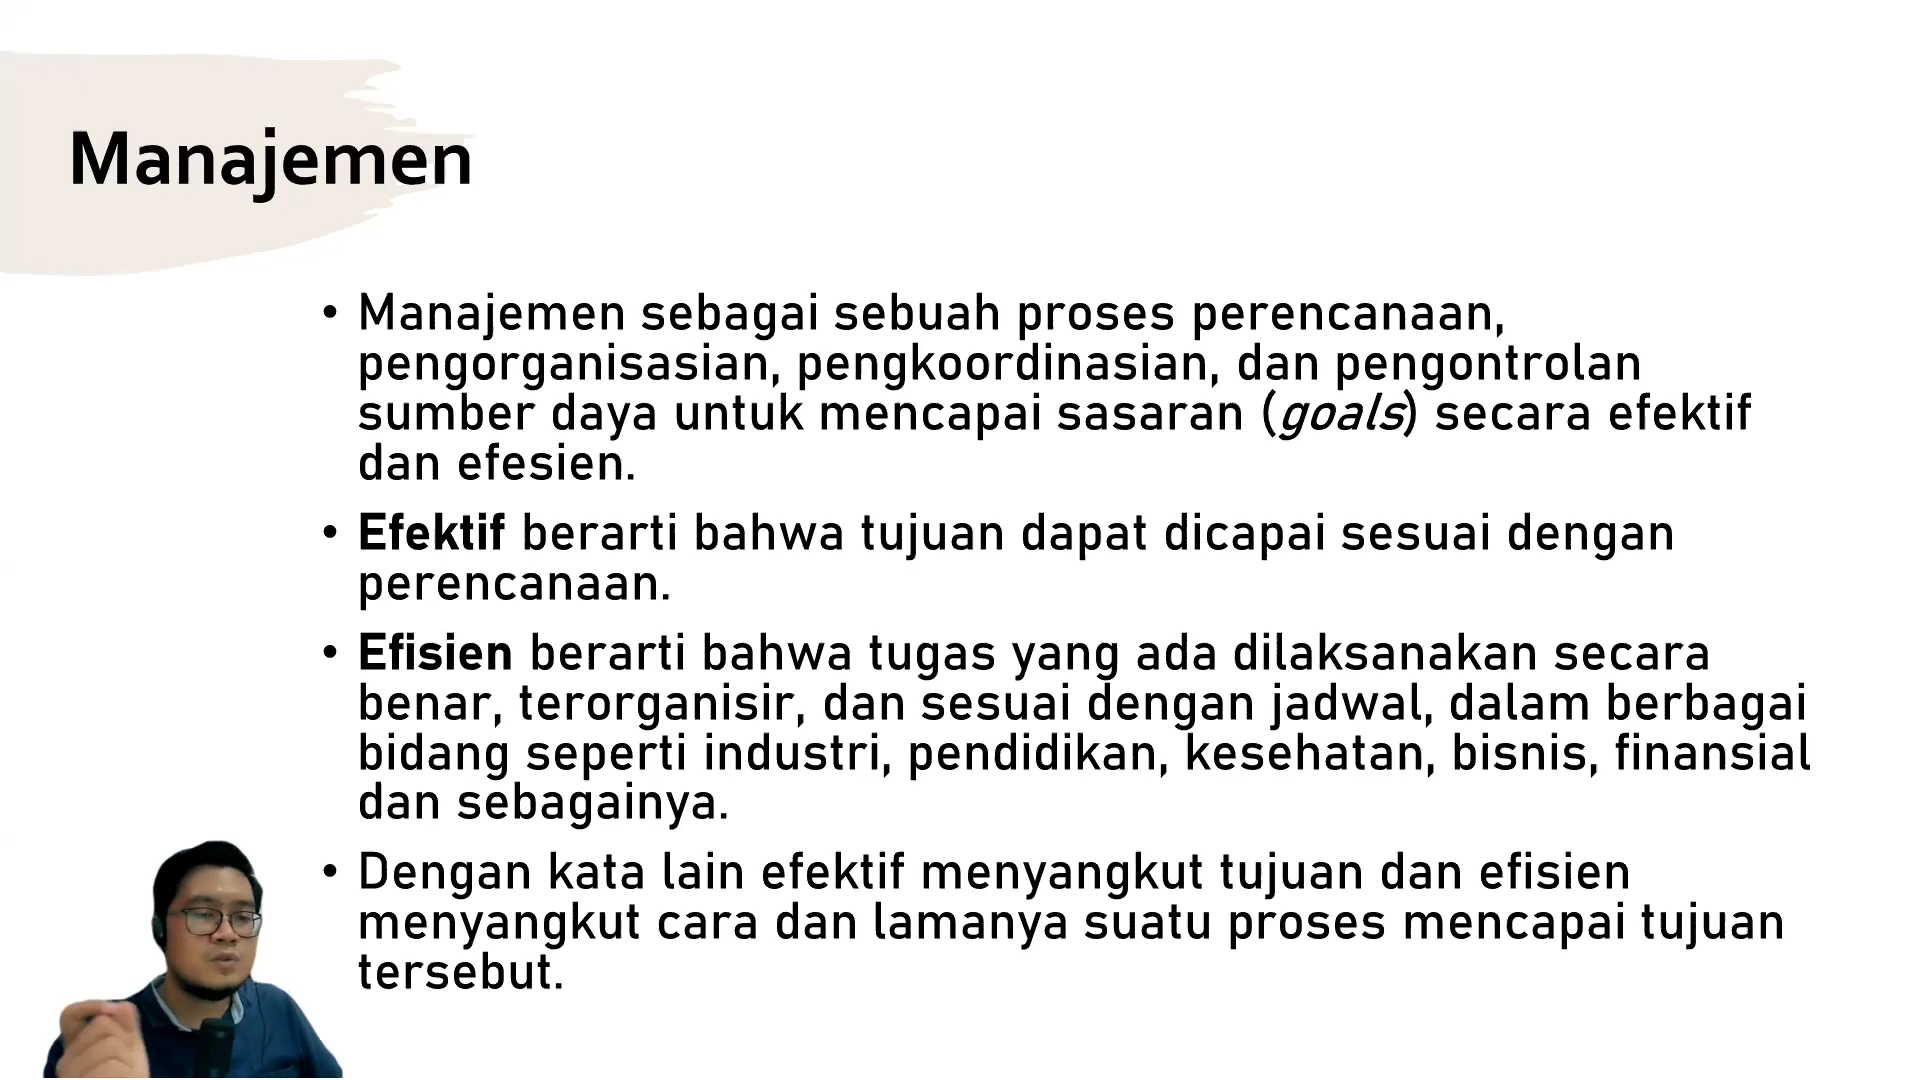 Manajemen
• Manajemen sebagai sebuah proses perencanaan,
pengorganisasian, pengkoordinasian, dan pengontrolan
sumber daya untuk mencapai sasaran (goals) secara efektif
dan efesien.
• Efektif berarti bahwa tujuan dapat dicapai sesuai dengan
perencanaan.
• Efisien berarti bahwa tugas yang ada dilaksanakan secara
benar, terorganisir, dan sesuai dengan jadwal, dalam berbagai
bidang seperti industri, pendidikan, kesehatan, bisnis, finansial
dan sebagainya.
• Dengan kata lain efektif menyangkut tujuan dan efisien
menyangkut cara dan lamanya suatu proses mencapai tujuan
tersebut.